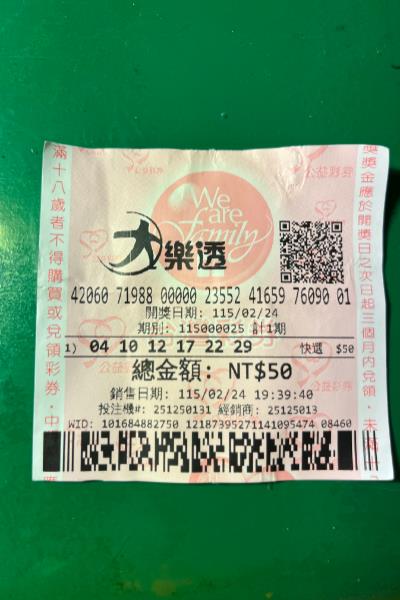 We
are
Family
大樂透
42060 71988 00000 23552 41659 76090 01
開獎日期: 115/02/24
期別: 115000025 計1期
1) 04 10 12 17 22 29 快選 $50
總金額: NT$50
銷售日期: 115/02/24 19:39:40
投注機#: 251250131 經銷商: 25125013
WID: 101684882750 12187395271141095474 08460
滿十八歲者不得購買或兌領彩券
獎金應於開獎日之次日起三個月內兌領
公益彩券